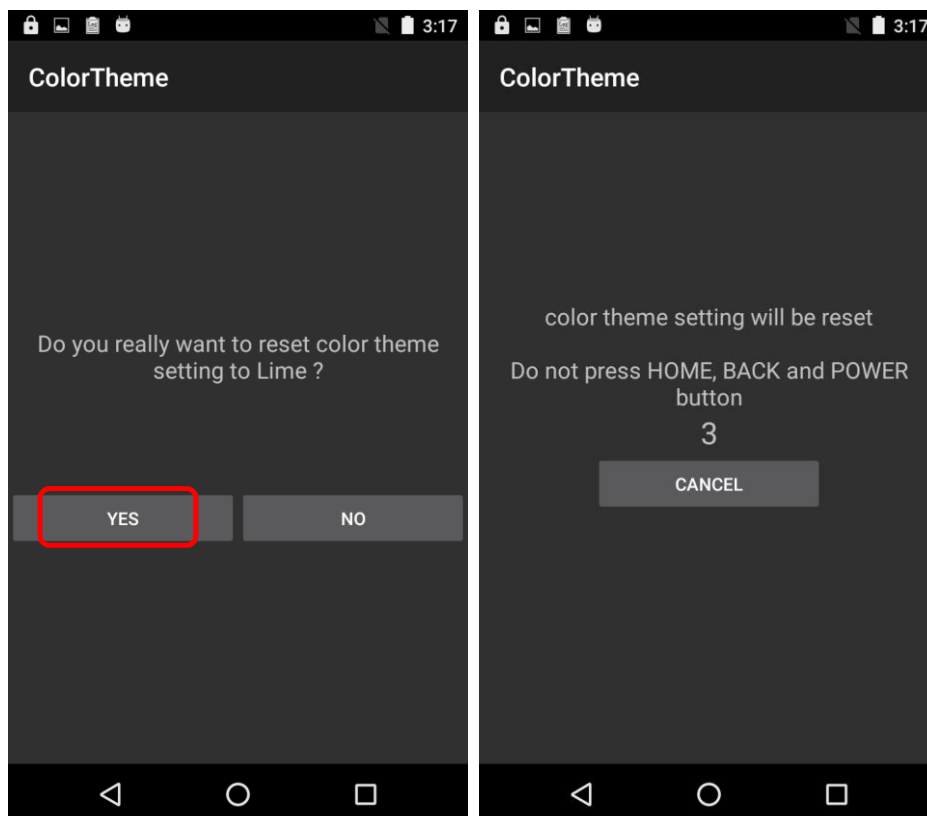 3:17
ColorTheme
Do you really want to reset color theme
setting to Lime ?
YES
NO
3:17
ColorTheme
color theme setting will be reset
Do not press HOME, BACK and POWER
button
3
CANCEL